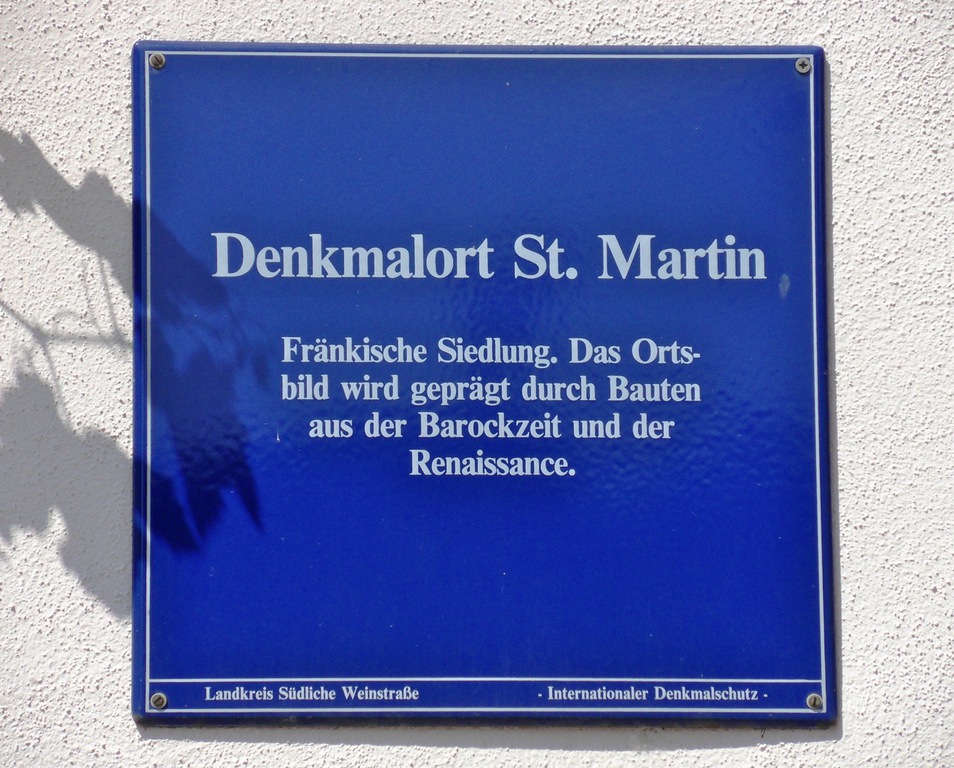 Denkmalort St. Martin
Fränkische Siedlung. Das Orts-
bild wird geprägt durch Bauten
aus der Barockzeit und der
Renaissance.
Landkreis Südliche Weinstraße - Internationaler Denkmalschutz -